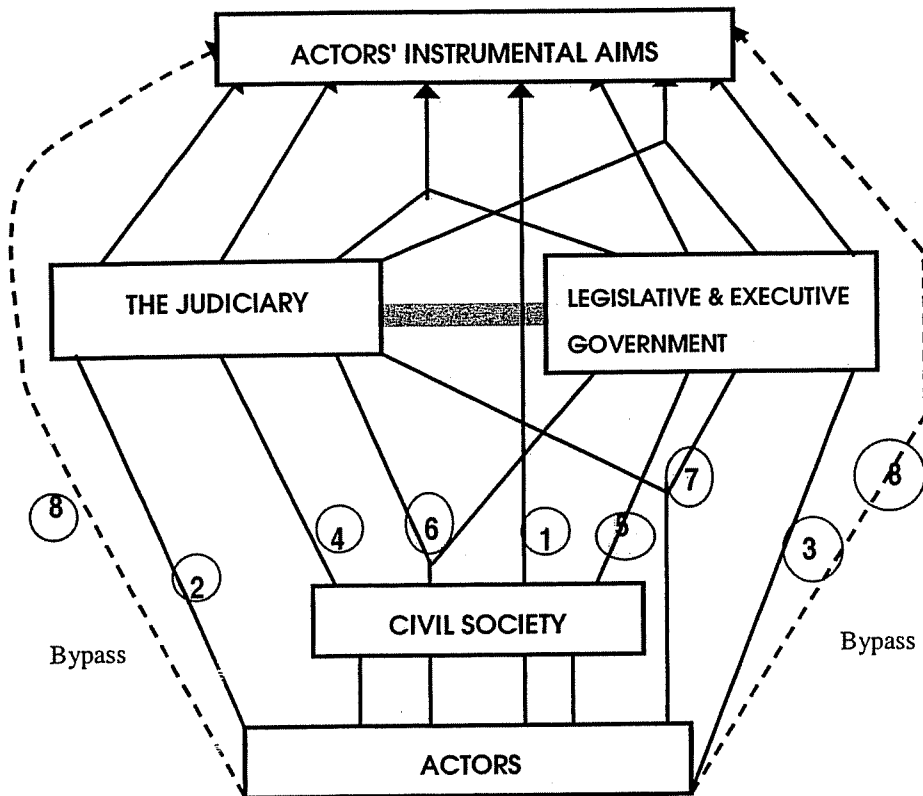 ACTORS' INSTRUMENTAL AIMS
THE JUDICIARY
LEGISLATIVE & EXECUTIVE
GOVERNMENT
7
8
8
4
6
1
5
3
2
CIVIL SOCIETY
Bypass
Bypass
ACTORS